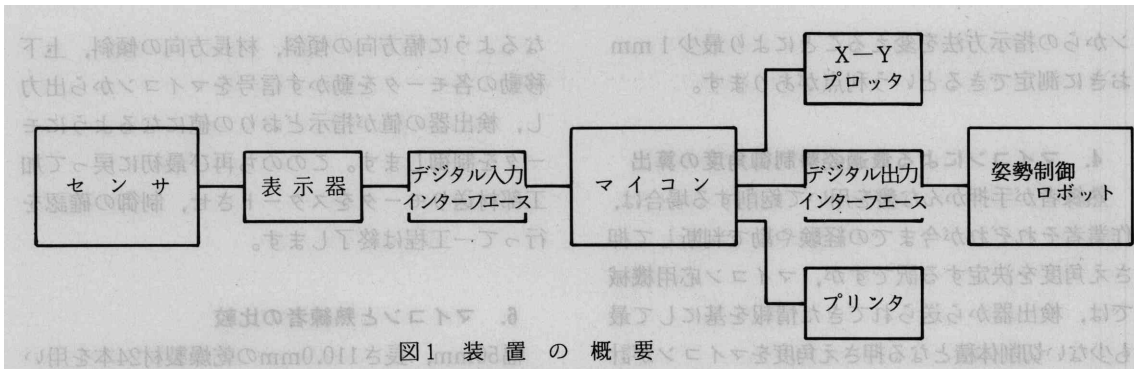 X―Y
プロッタ
センサ
表示器
デジタル入力
インターフエース
マイコン
デジタル出力
インターフエース
姿勢制御
ロボット
プリンタ
図1 装置の概要